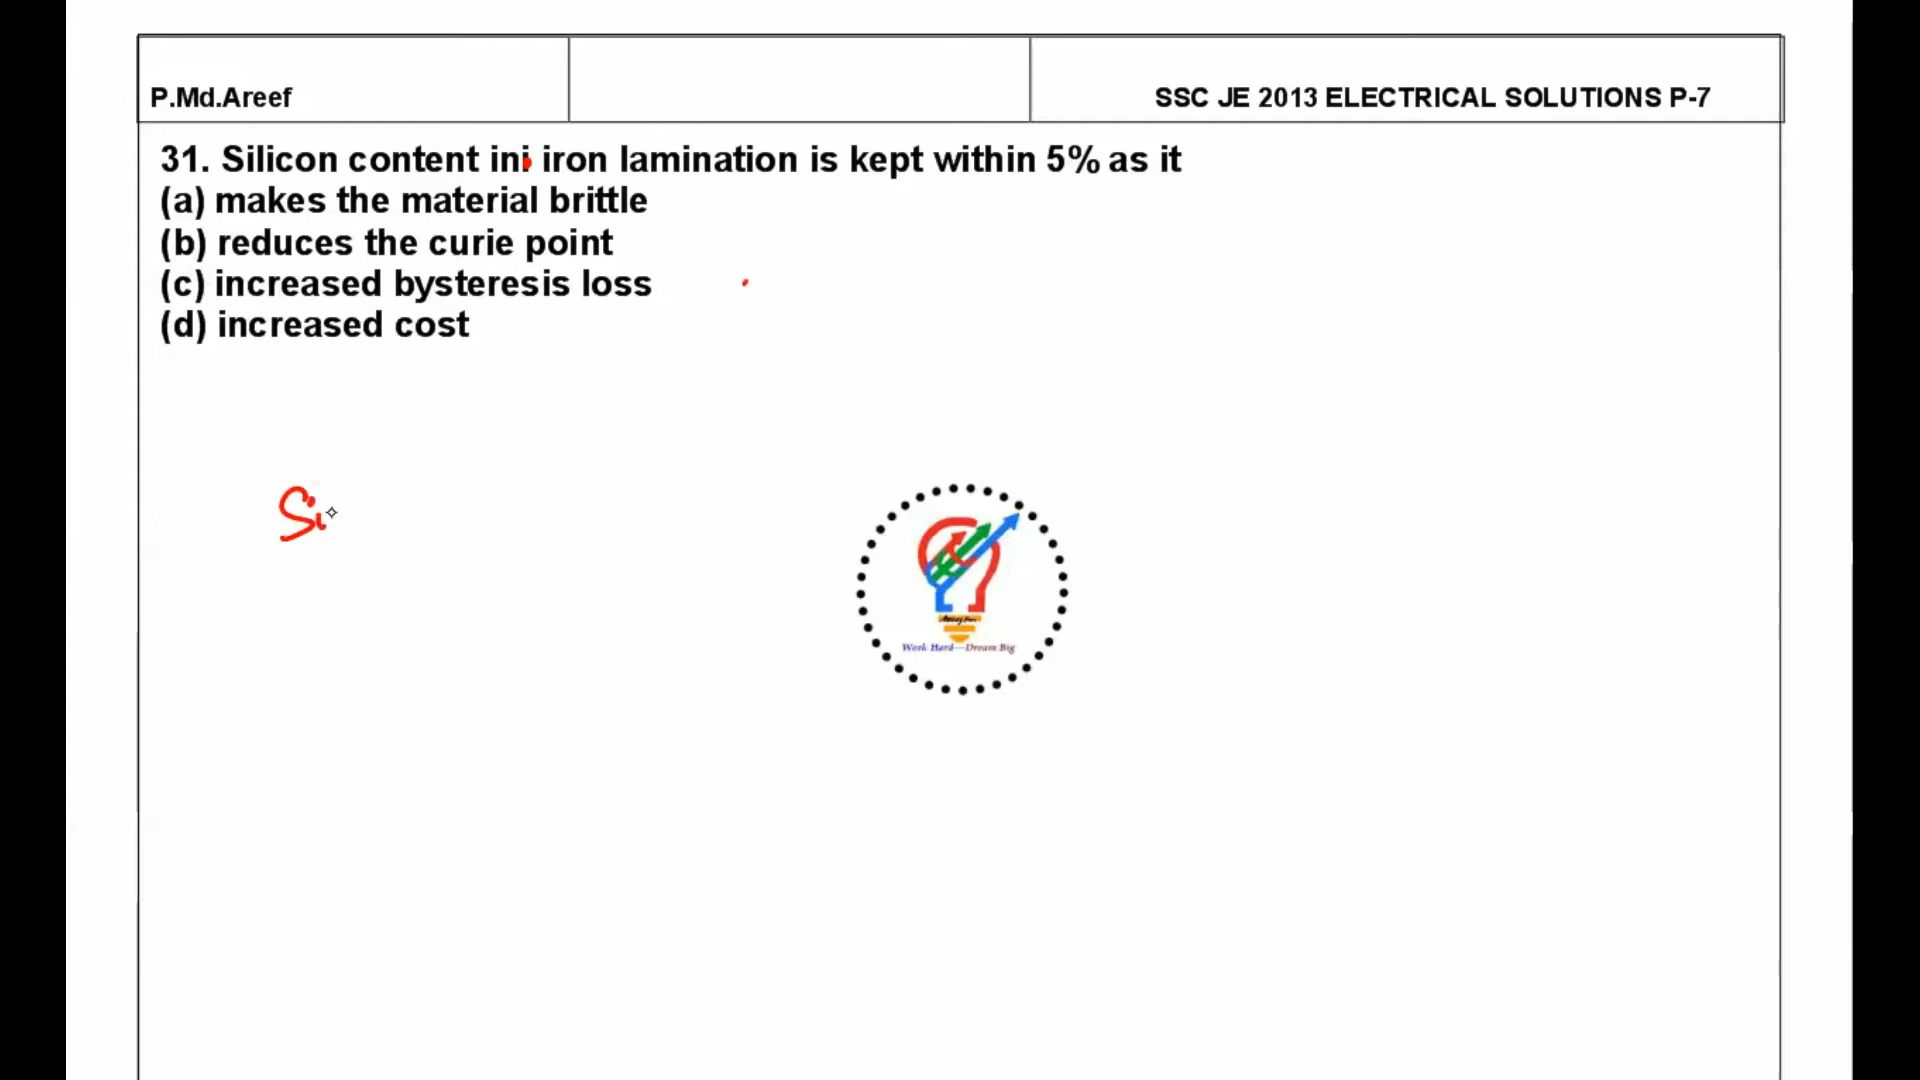 P.Md.Areef
SSC JE 2013 ELECTRICAL SOLUTIONS P-7
31. Silicon content ini iron lamination is kept within 5% as it
(a) makes the material brittle
(b) reduces the curie point
(c) increased bysteresis loss
(d) increased cost
Si
Work Hard—Dream Big